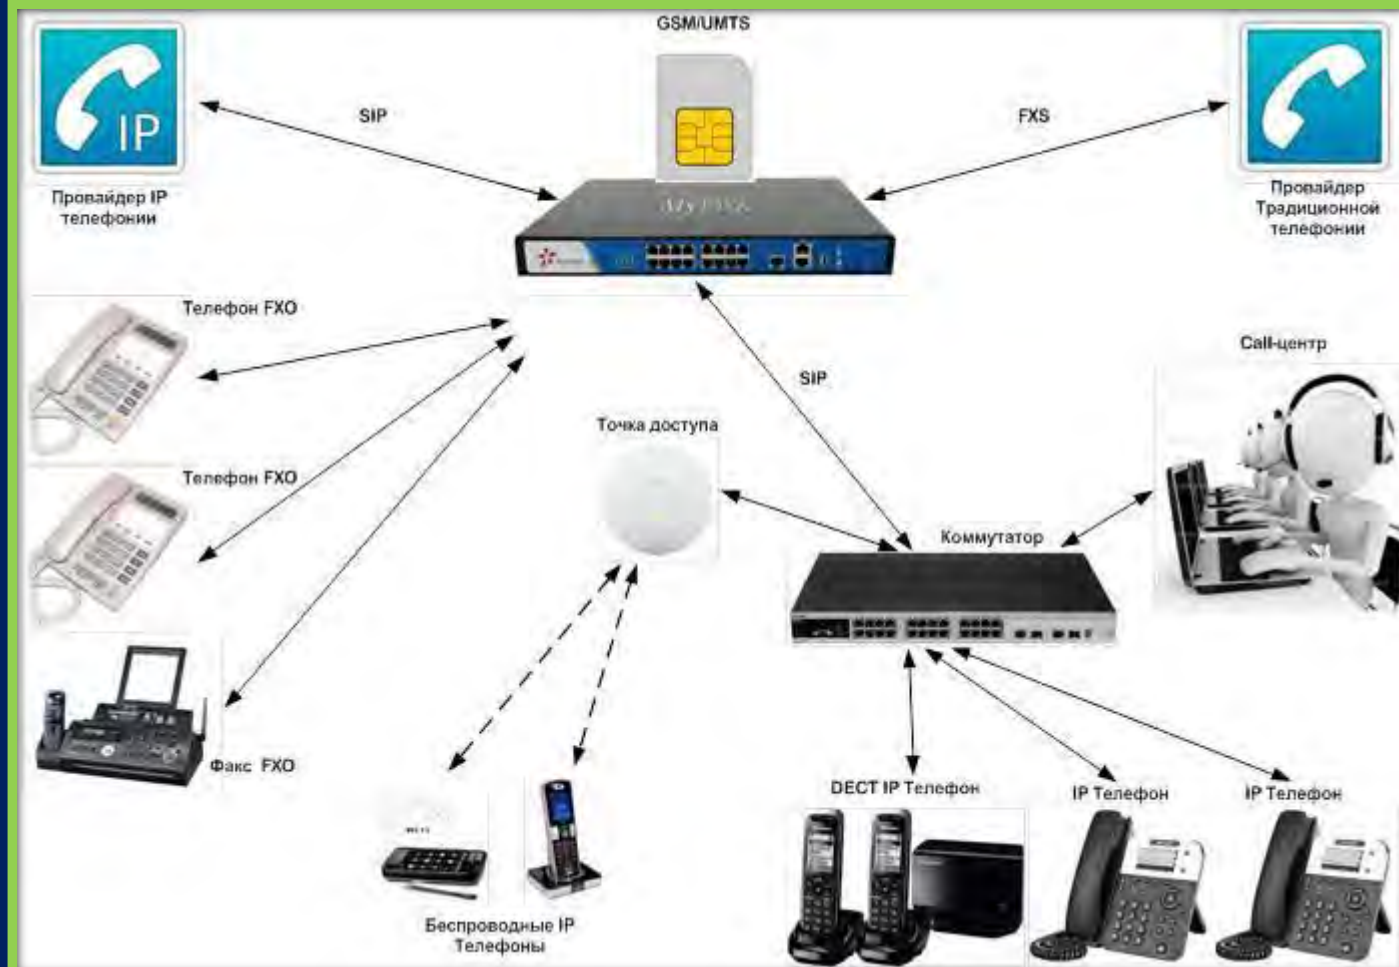 GSM/UMTS
IP
SIP
FXS
Провайдер IP
телефонии
Провайдер
Традиционной
телефонии
Телефон FXO
Call-центр
SIP
Точка доступа
Телефон FXO
Коммутатор
Факс FXO
DECT IP Телефон
IP Телефон
IP Телефон
Беспроводные IP
Телефоны